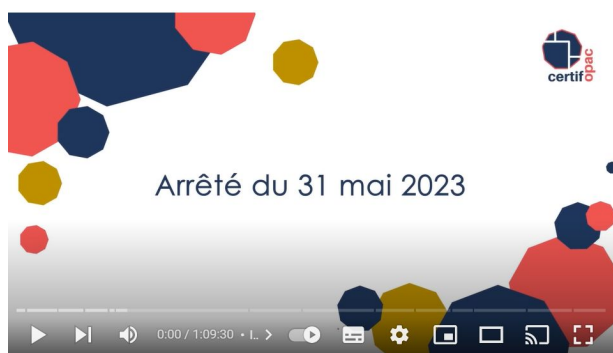 certifopac
Arrêté du 31 mai 2023
0:00 / 1:09:30 • I.. >